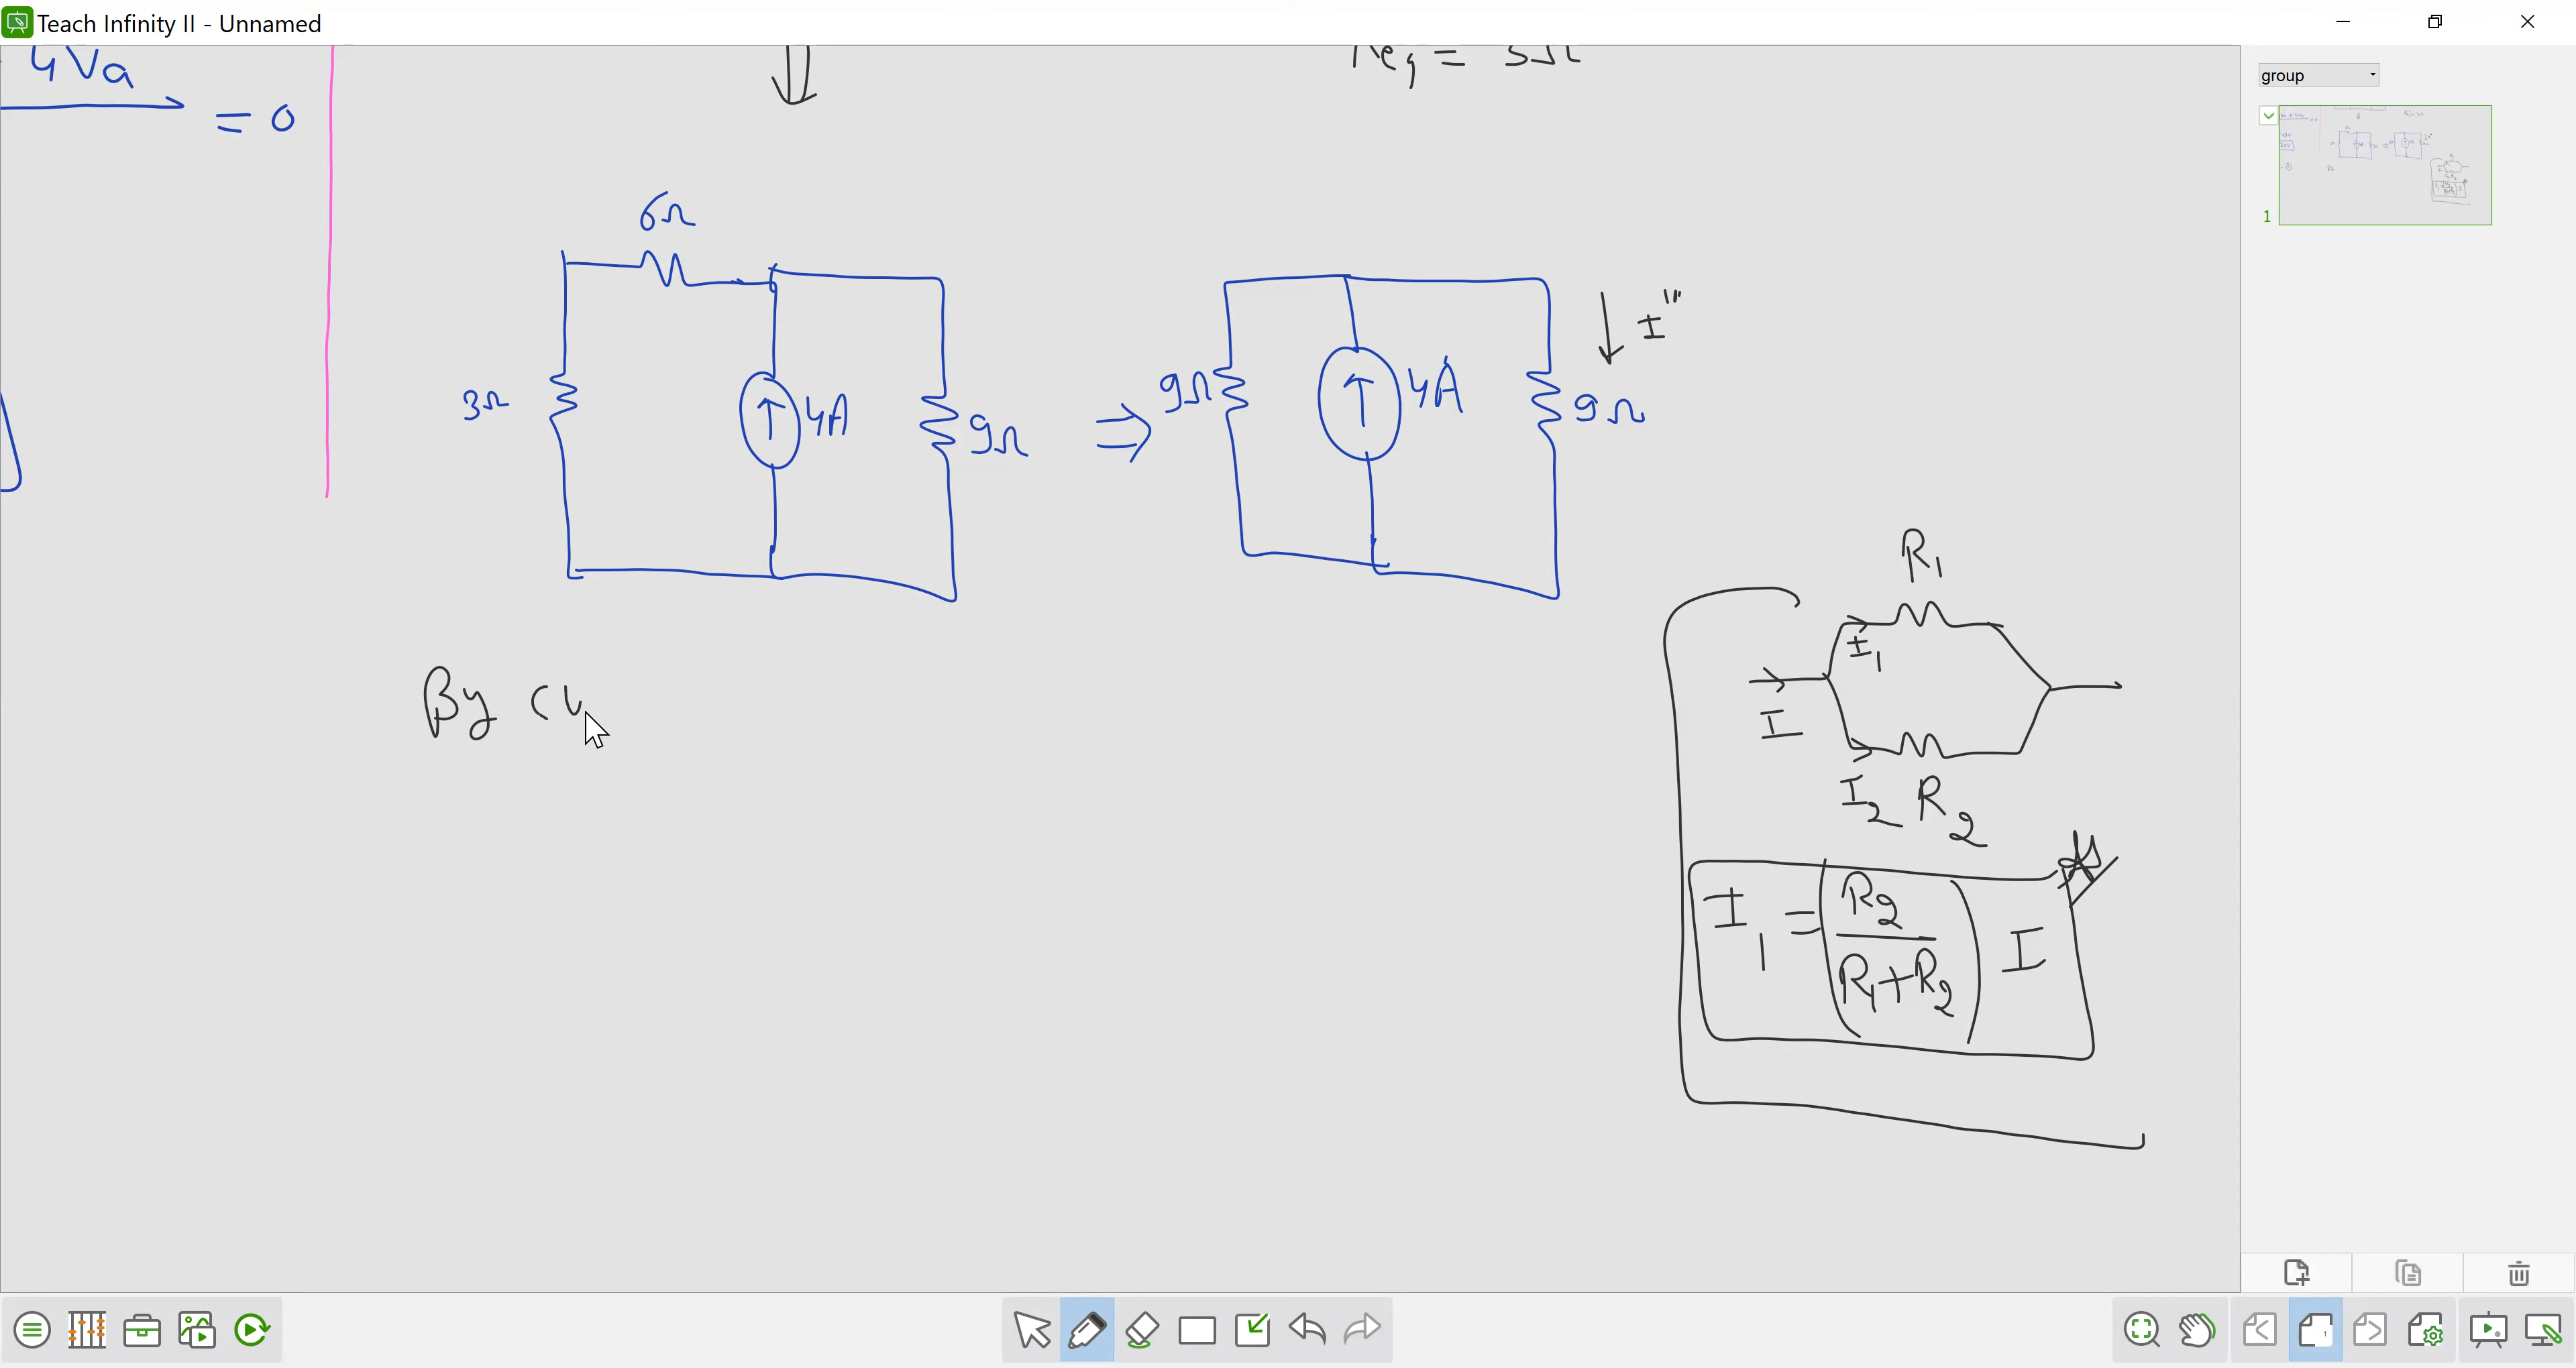 Teach Infinity II - Unnamed
group
1
4Va
= 0
Req = 3Ω
6Ω
3Ω
4A
9Ω
⇒
9Ω
4A
9Ω
I'''
By Cu
R₁
I₁
I
I₂ R₂
I₁ = (R₂ / (R₁+R₂)) I